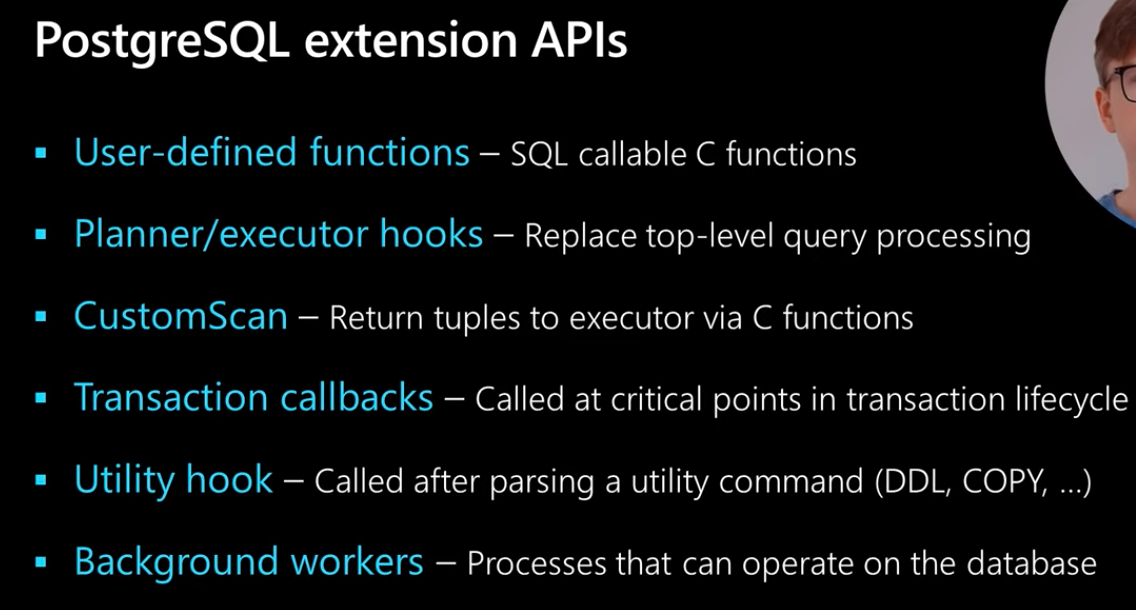 PostgreSQL extension APIs
▪ User-defined functions – SQL callable C functions
▪ Planner/executor hooks – Replace top-level query processing
▪ CustomScan – Return tuples to executor via C functions
▪ Transaction callbacks – Called at critical points in transaction lifecycle
▪ Utility hook – Called after parsing a utility command (DDL, COPY, …)
▪ Background workers – Processes that can operate on the database